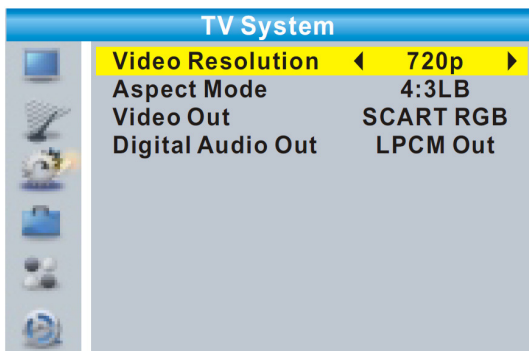 TV System
Video Resolution 720p
Aspect Mode 4:3LB
Video Out SCART RGB
Digital Audio Out LPCM Out